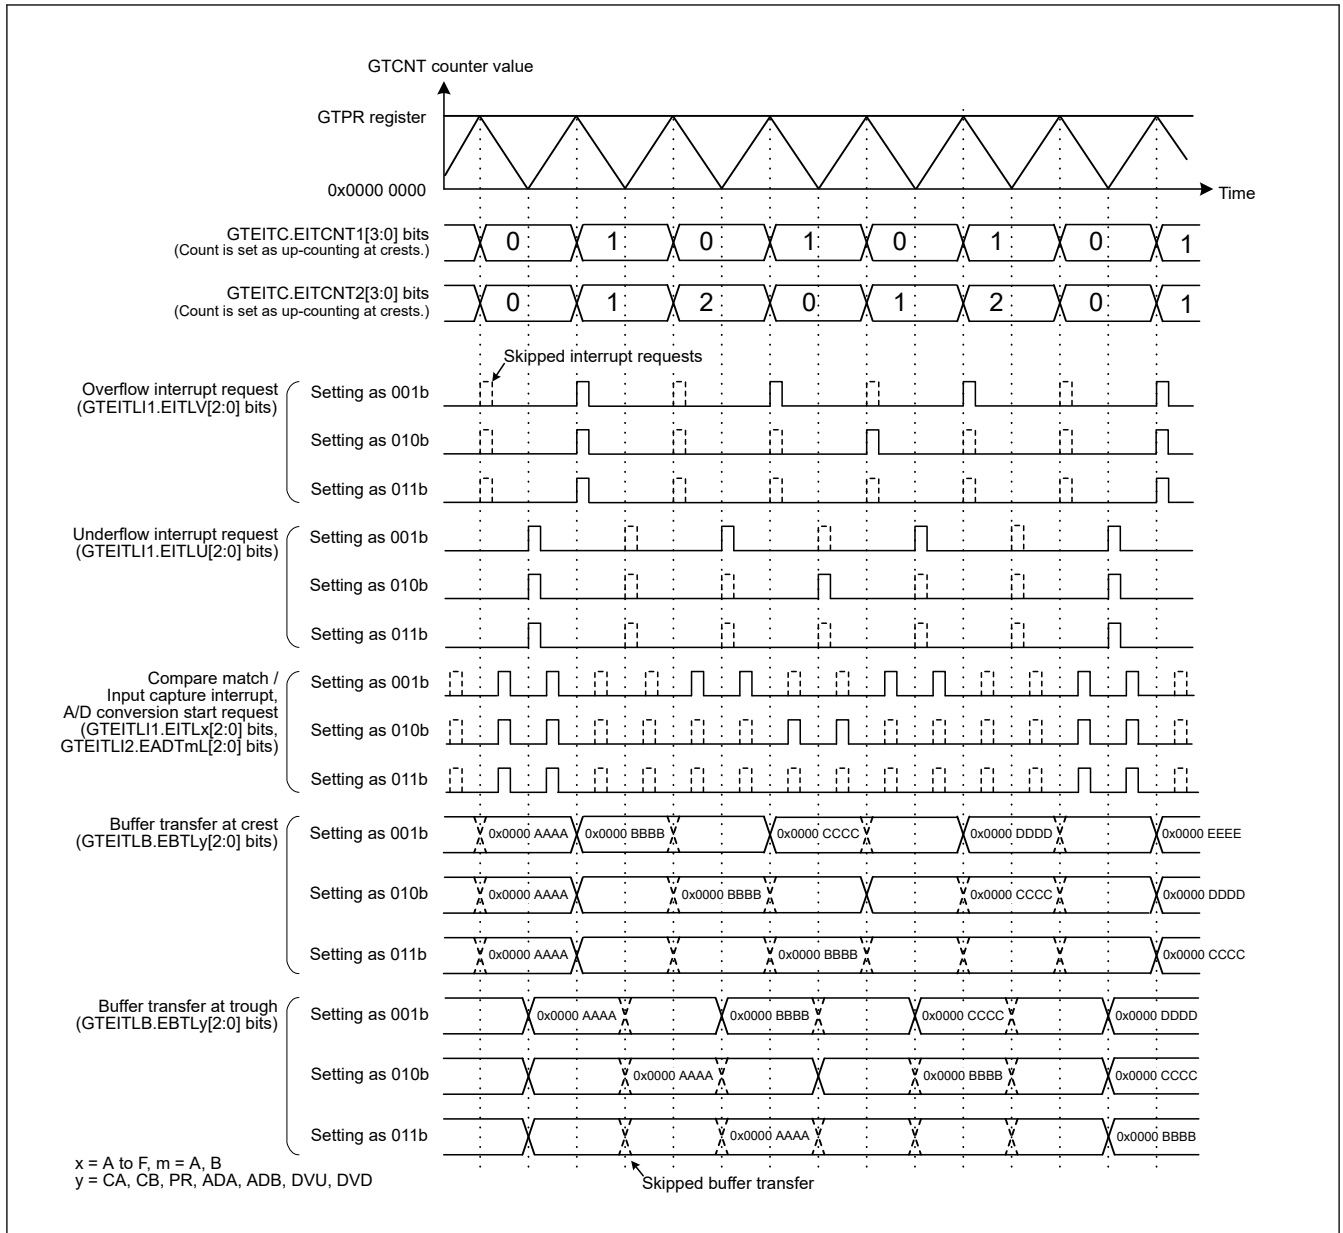 GTCNT counter value
GTPR register
0x0000 0000
Time
GTEITC.EITCNT1[3:0] bits
(Count is set as up-counting at crests.)
0 1 0 1 0 1 0 1
GTEITC.EITCNT2[3:0] bits
(Count is set as up-counting at crests.)
0 1 2 0 1 2 0 1
Skipped interrupt requests
Overflow interrupt request
(GTEITLI1.EITLV[2:0] bits)
Setting as 001b
Setting as 010b
Setting as 011b
Underflow interrupt request
(GTEITLI1.EITLU[2:0] bits)
Setting as 001b
Setting as 010b
Setting as 011b
Compare match /
Input capture interrupt,
A/D conversion start request
(GTEITLI1.EITLx[2:0] bits,
GTEITLI2.EADTmL[2:0] bits)
Setting as 001b
Setting as 010b
Setting as 011b
Buffer transfer at crest
(GTEITLB.EBTLy[2:0] bits)
Setting as 001b 0x0000 AAAA 0x0000 BBBB 0x0000 CCCC 0x0000 DDDD 0x0000 EEEE
Setting as 010b 0x0000 AAAA 0x0000 BBBB 0x0000 CCCC 0x0000 DDDD
Setting as 011b 0x0000 AAAA 0x0000 BBBB 0x0000 CCCC
Buffer transfer at trough
(GTEITLB.EBTLy[2:0] bits)
Setting as 001b 0x0000 AAAA 0x0000 BBBB 0x0000 CCCC 0x0000 DDDD
Setting as 010b 0x0000 AAAA 0x0000 BBBB 0x0000 CCCC
Setting as 011b 0x0000 AAAA 0x0000 BBBB
x = A to F, m = A, B
y = CA, CB, PR, ADA, ADB, DVU, DVD
Skipped buffer transfer